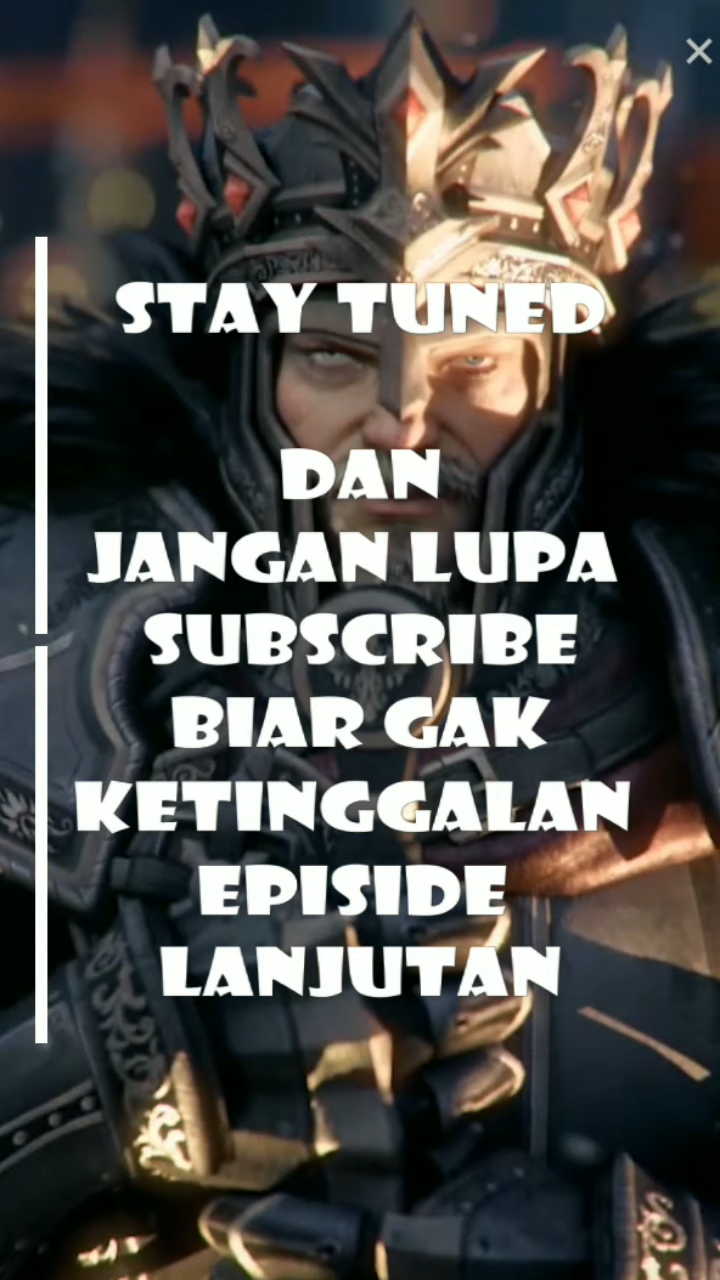 STAY TUNED
DAN
JANGAN LUPA
SUBSCRIBE
BIAR GAK
KETINGGALAN
EPISIDE
LANJUTAN